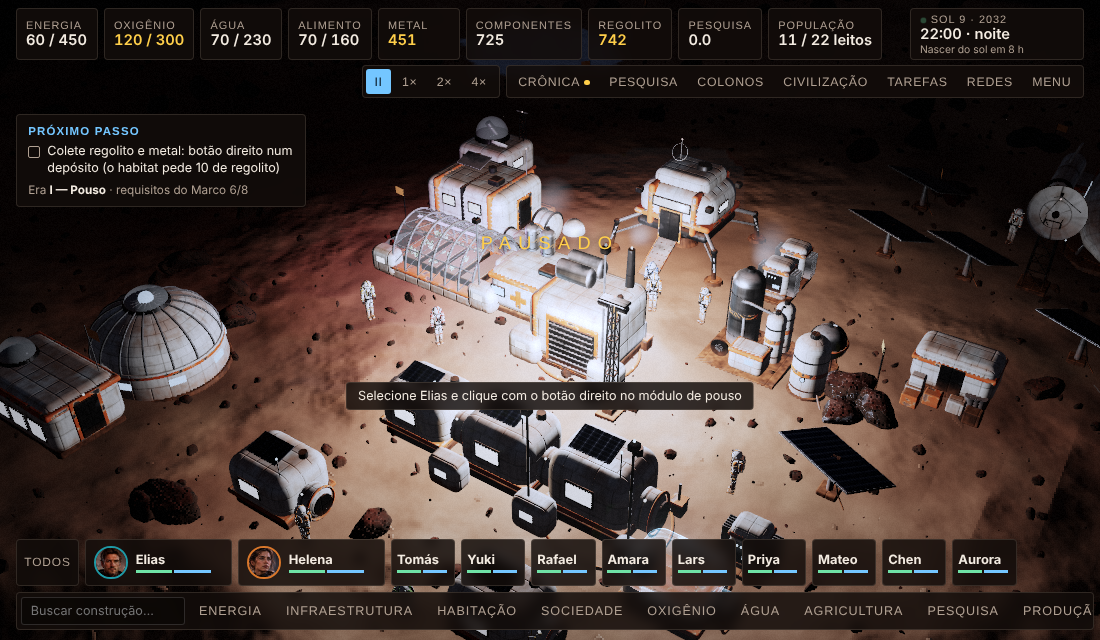 ENERGIA
60 / 450
OXIGÊNIO
120 / 300
ÁGUA
70 / 230
ALIMENTO
70 / 160
METAL
451
COMPONENTES
725
REGOLITO
742
PESQUISA
0.0
POPULAÇÃO
11 / 22 leitos
SOL 9 · 2032
22:00 · noite
Nascer do sol em 8 h
1× 2× 4×
CRÔNICA PESQUISA COLONOS CIVILIZAÇÃO TAREFAS REDES MENU
PRÓXIMO PASSO
Colete regolito e metal: botão direito num
depósito (o habitat pede 10 de regolito)
Era I — Pouso · requisitos do Marco 6/8
PAUSADO
Selecione Elias e clique com o botão direito no módulo de pouso
TODOS Elias Helena Tomás Yuki Rafael Amara Lars Priya Mateo Chen Aurora
Buscar construção... ENERGIA INFRAESTRUTURA HABITAÇÃO SOCIEDADE OXIGÊNIO ÁGUA AGRICULTURA PESQUISA PRODUÇÃ